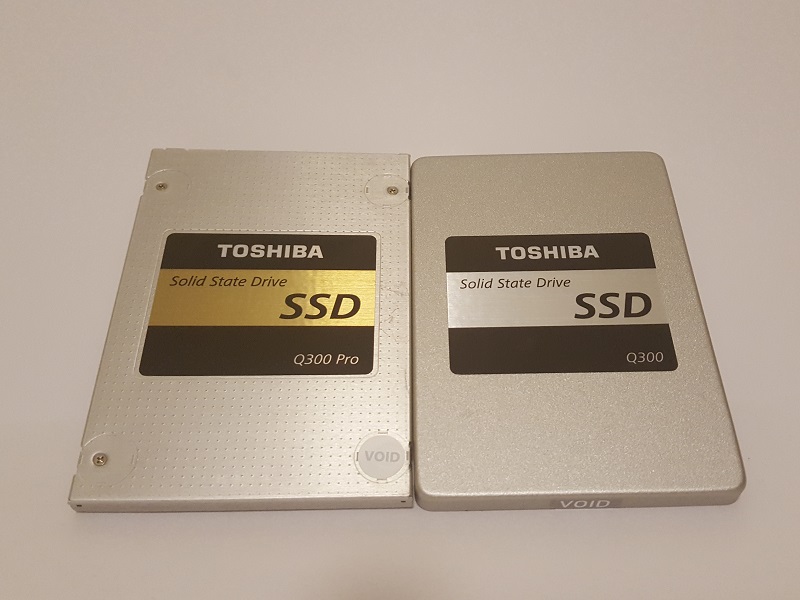 TOSHIBA
Solid State Drive
SSD
Q300 Pro
VOID
TOSHIBA
Solid State Drive
SSD
Q300
VOID